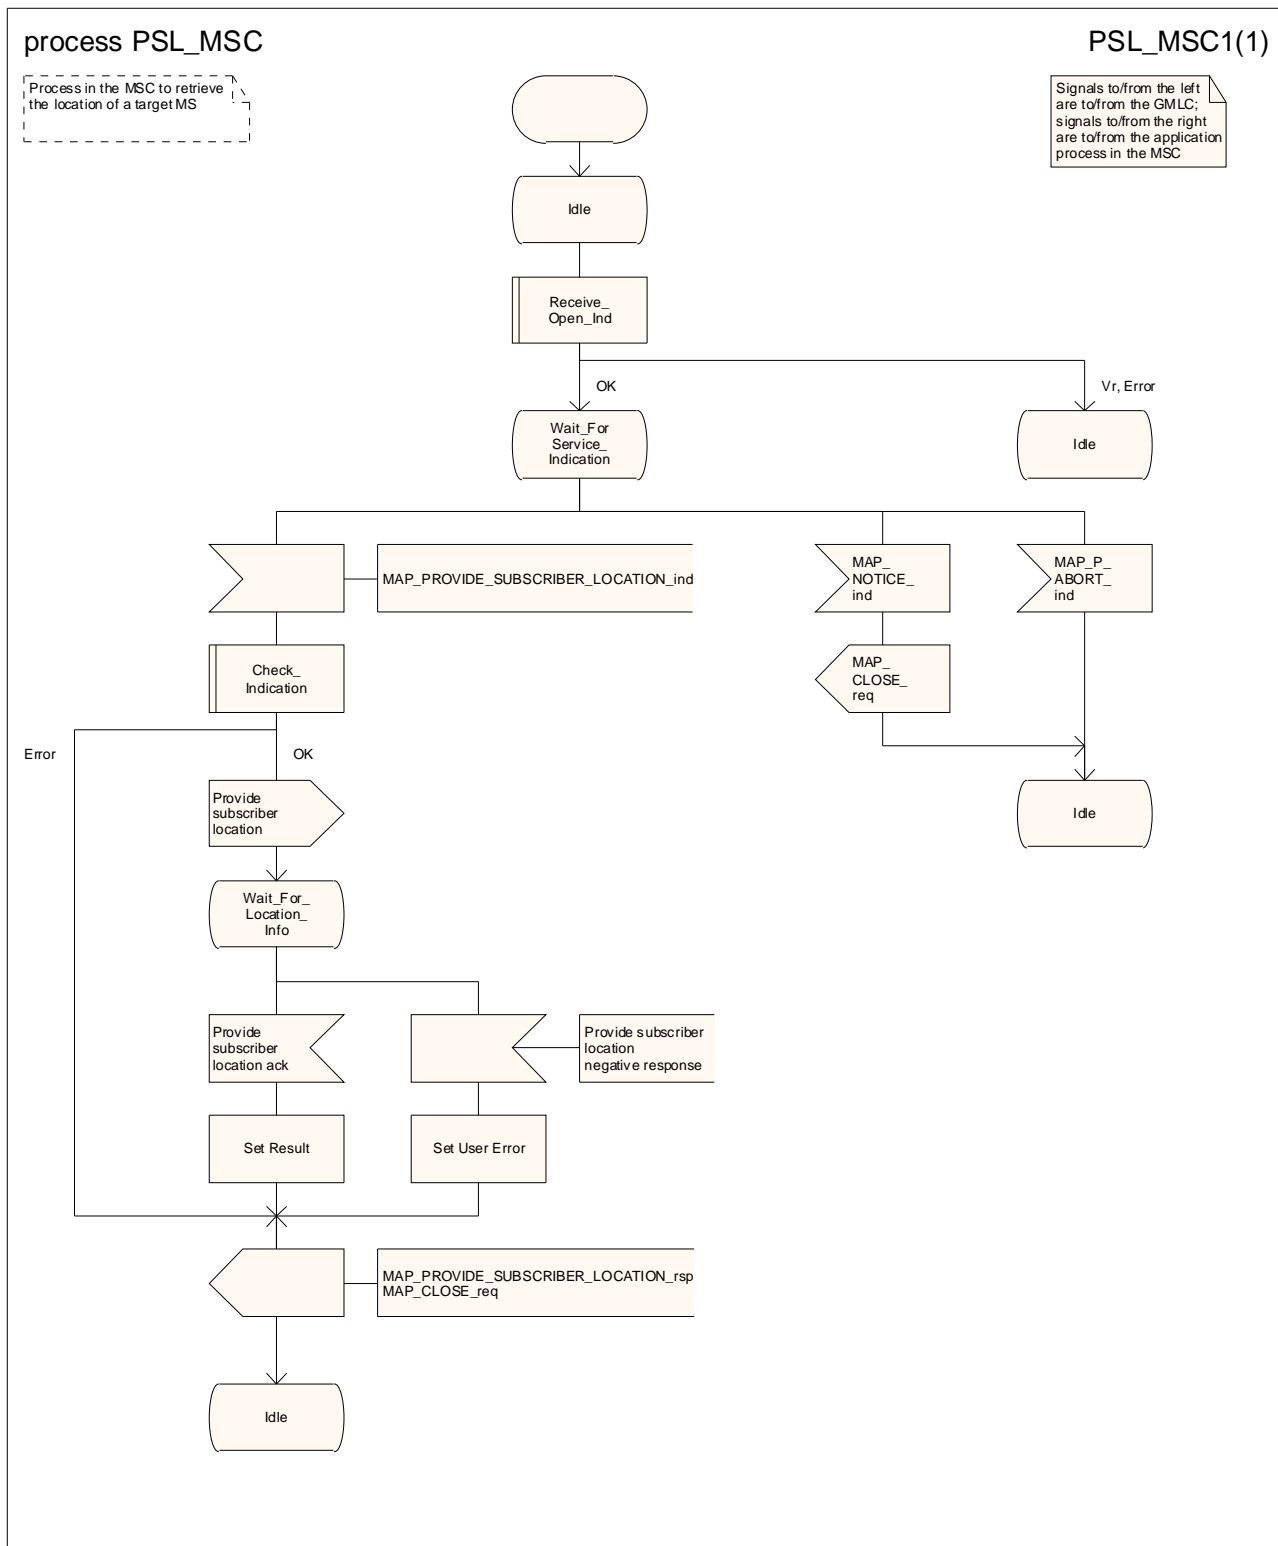 process PSL_MSC
PSL_MSC1(1)
Process in the MSC to retrieve
the location of a target MS
Signals to/from the left
are to/from the GMLC;
signals to/from the right
are to/from the application
process in the MSC
Idle
Receive_
Open_Ind
OK
Vr, Error
Wait_For
Service_
Indication
Idle
MAP_PROVIDE_SUBSCRIBER_LOCATION_ind
MAP_
NOTICE_
ind
MAP_P_
ABORT_
ind
Check_
Indication
MAP_
CLOSE_
req
Error
OK
Provide
subscriber
location
Idle
Wait_For_
Location_
Info
Provide
subscriber
location ack
Provide subscriber
location
negative response
Set Result
Set User Error
MAP_PROVIDE_SUBSCRIBER_LOCATION_rsp
MAP_CLOSE_req
Idle